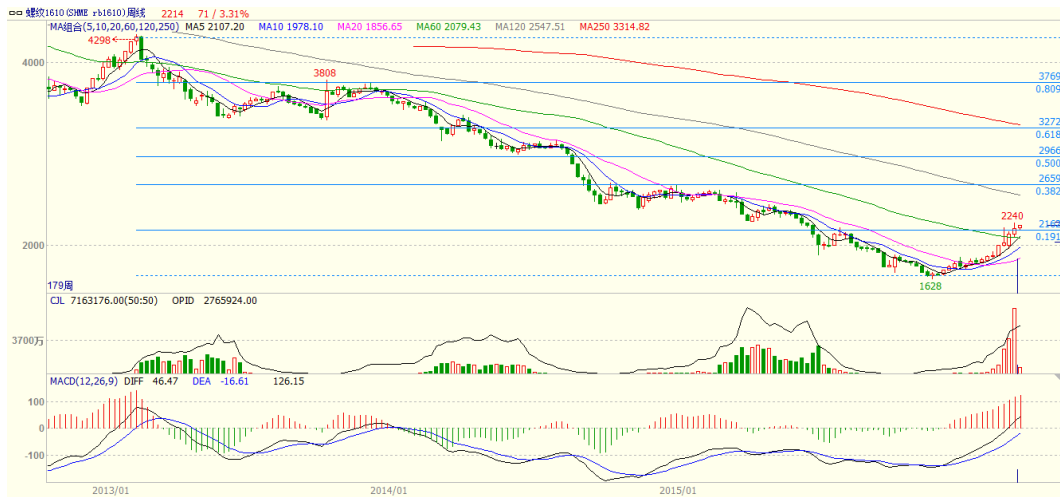 螺纹1610(SHME rb1610)周线 2214 71 / 3.31%
MA组合(5,10,20,60,120,250) MA5 2107.20 MA10 1978.10 MA20 1856.65 MA60 2079.43 MA120 2547.51 MA250 3314.82
4298
4000
3808
3769
0.809
3272
0.618
2966
0.500
2659
0.382
2240
0.191
2000
1628
179周
CJL 7163176.00(50:50) OPID 2765924.00
3700万
MACD(12,26,9) DIFF 46.47 DEA -16.61 126.15
100
0
-100
2013/01 2014/01 2015/01